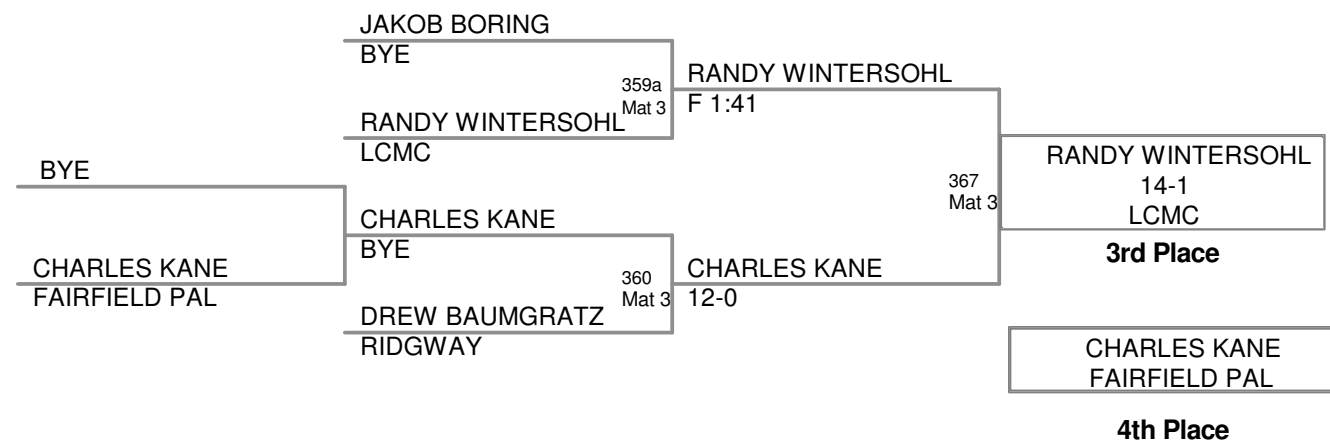 JAKOB BORING
BYE
359a
Mat 3
RANDY WINTERSOHL
F 1:41
RANDY WINTERSOHL
LCMC
BYE
CHARLES KANE
BYE
CHARLES KANE
FAIRFIELD PAL
360
Mat 3
CHARLES KANE
12-0
DREW BAUMGRATZ
RIDGWAY
367
Mat 3
RANDY WINTERSOHL
14-1
LCMC
3rd Place
CHARLES KANE
FAIRFIELD PAL
4th Place